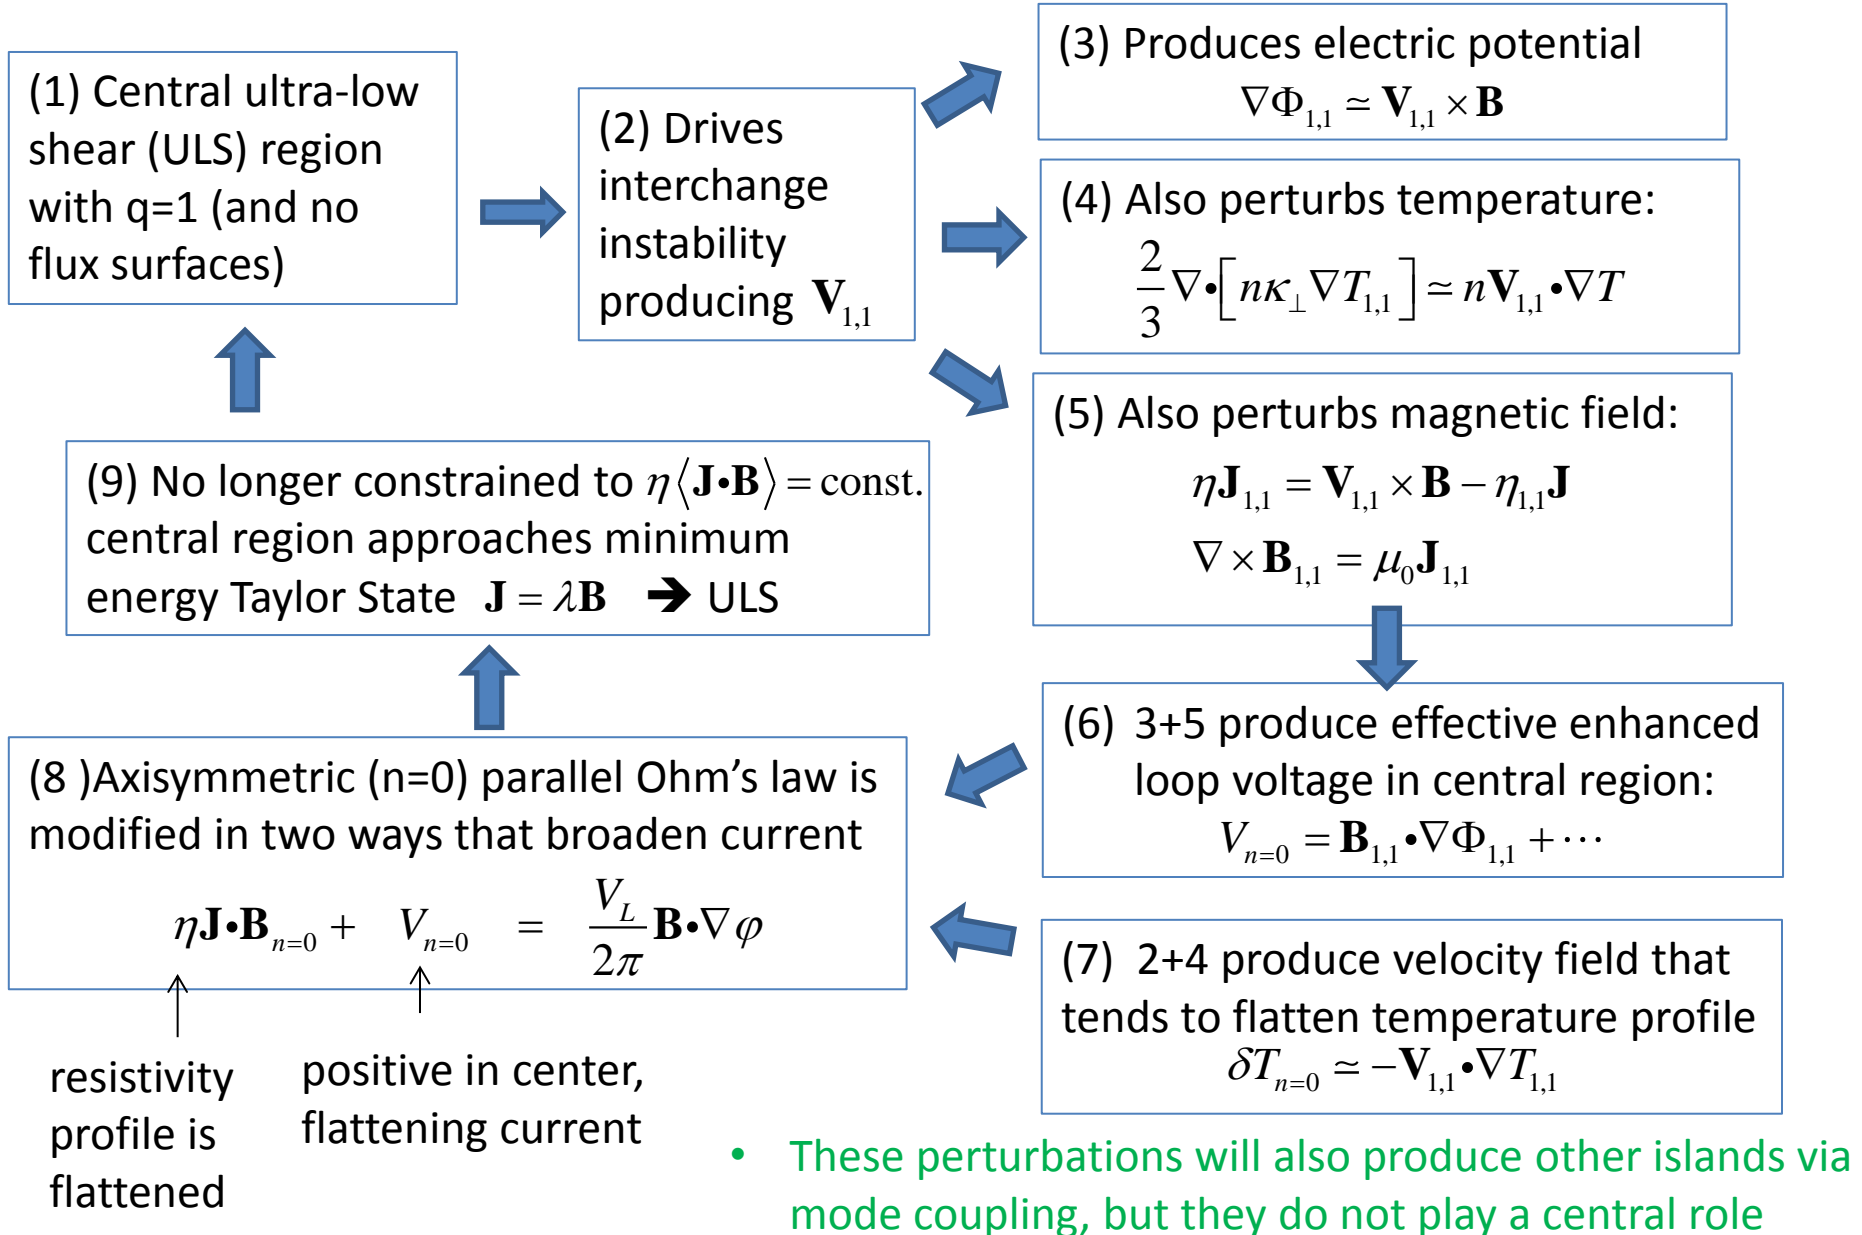 (1) Central ultra-low
shear (ULS) region
with q=1 (and no
flux surfaces)
(2) Drives
interchange
instability
producing V₁,₁
(3) Produces electric potential
∇Φ₁,₁ ≃ V₁,₁ × B
(4) Also perturbs temperature:
2/3 ∇•[nκ⊥∇T₁,₁] ≃ nV₁,₁•∇T
(5) Also perturbs magnetic field:
ηJ₁,₁ = V₁,₁ × B − η₁,₁J
∇ × B₁,₁ = μ₀J₁,₁
(6) 3+5 produce effective enhanced
loop voltage in central region:
Vₙ₌₀ = B₁,₁•∇Φ₁,₁ + ⋯
(7) 2+4 produce velocity field that
tends to flatten temperature profile
δTₙ₌₀ ≃ −V₁,₁•∇T₁,₁
(8 )Axisymmetric (n=0) parallel Ohm’s law is
modified in two ways that broaden current
ηJ•Bₙ₌₀ + Vₙ₌₀ = V_L/2π B•∇φ
resistivity
profile is
flattened
positive in center,
flattening current
(9) No longer constrained to η⟨J•B⟩ = const.
central region approaches minimum
energy Taylor State J = λB ➔ ULS
• These perturbations will also produce other islands via
mode coupling, but they do not play a central role